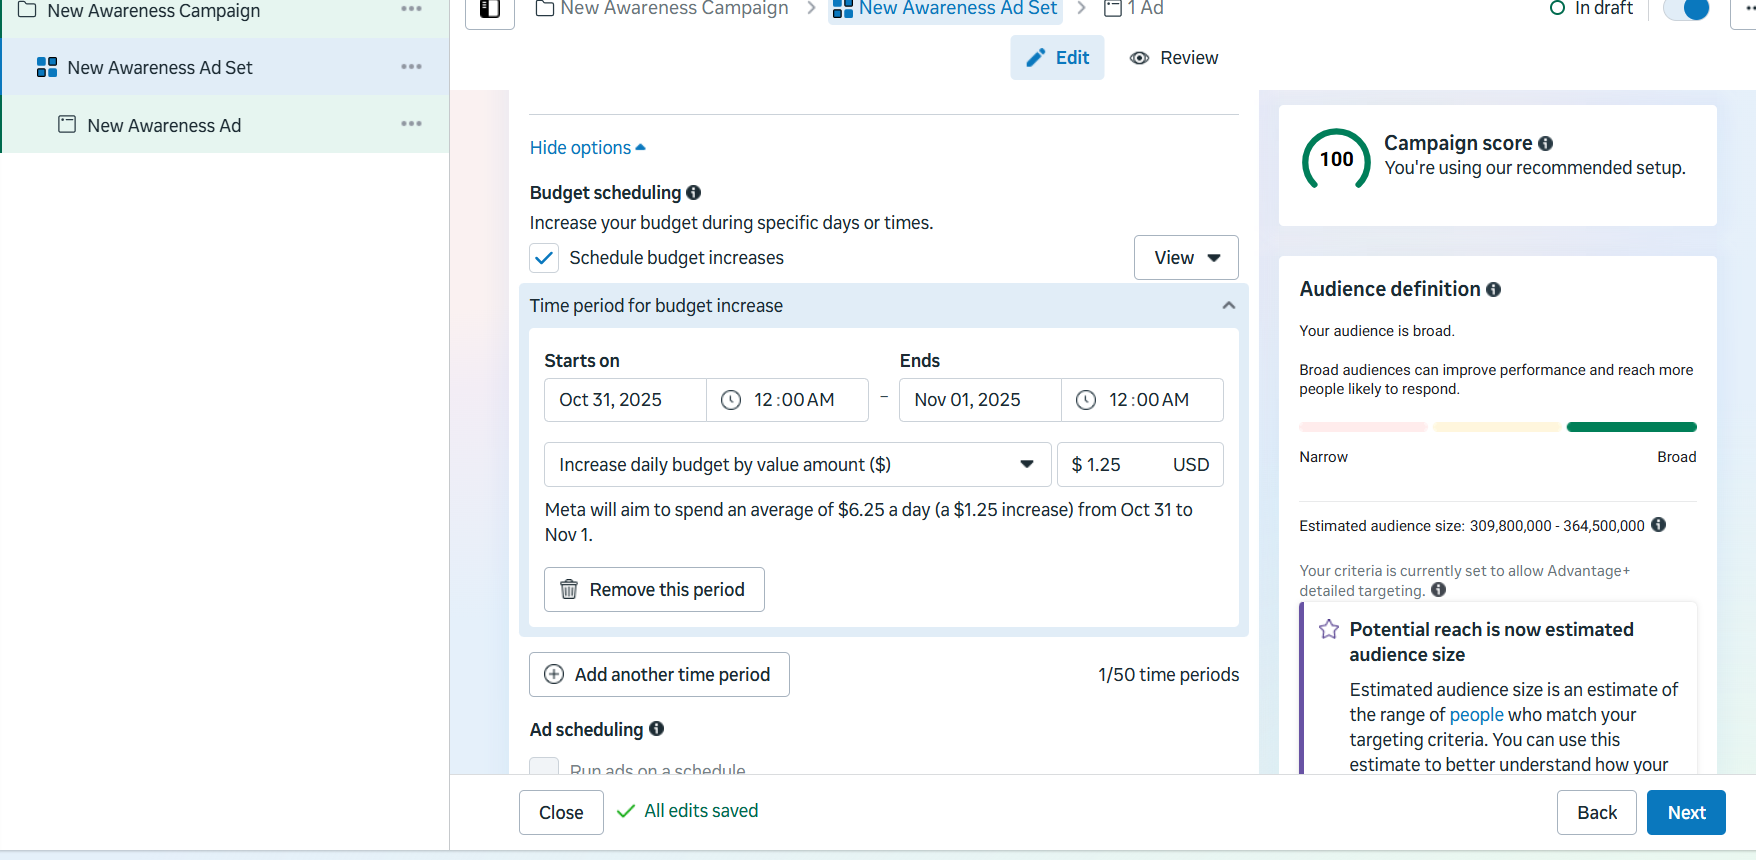 New Awareness Campaign
New Awareness Ad Set
New Awareness Ad
New Awareness Campaign > New Awareness Ad Set > 1 Ad
In draft
Edit
Review
Hide options
Budget scheduling
Increase your budget during specific days or times.
Schedule budget increases
View
Time period for budget increase
Starts on
Ends
Oct 31, 2025
12:00AM
–
Nov 01, 2025
12:00AM
Increase daily budget by value amount ($)
$ 1.25 USD
Meta will aim to spend an average of $6.25 a day (a $1.25 increase) from Oct 31 to
Nov 1.
Remove this period
Add another time period
1/50 time periods
Ad scheduling
Run ads on a schedule
Close
All edits saved
Back
Next
100
Campaign score
You're using our recommended setup.
Audience definition
Your audience is broad.
Broad audiences can improve performance and reach more
people likely to respond.
Narrow
Broad
Estimated audience size: 309,800,000 - 364,500,000
Your criteria is currently set to allow Advantage+
detailed targeting.
Potential reach is now estimated
audience size
Estimated audience size is an estimate of
the range of people who match your
targeting criteria. You can use this
estimate to better understand how your